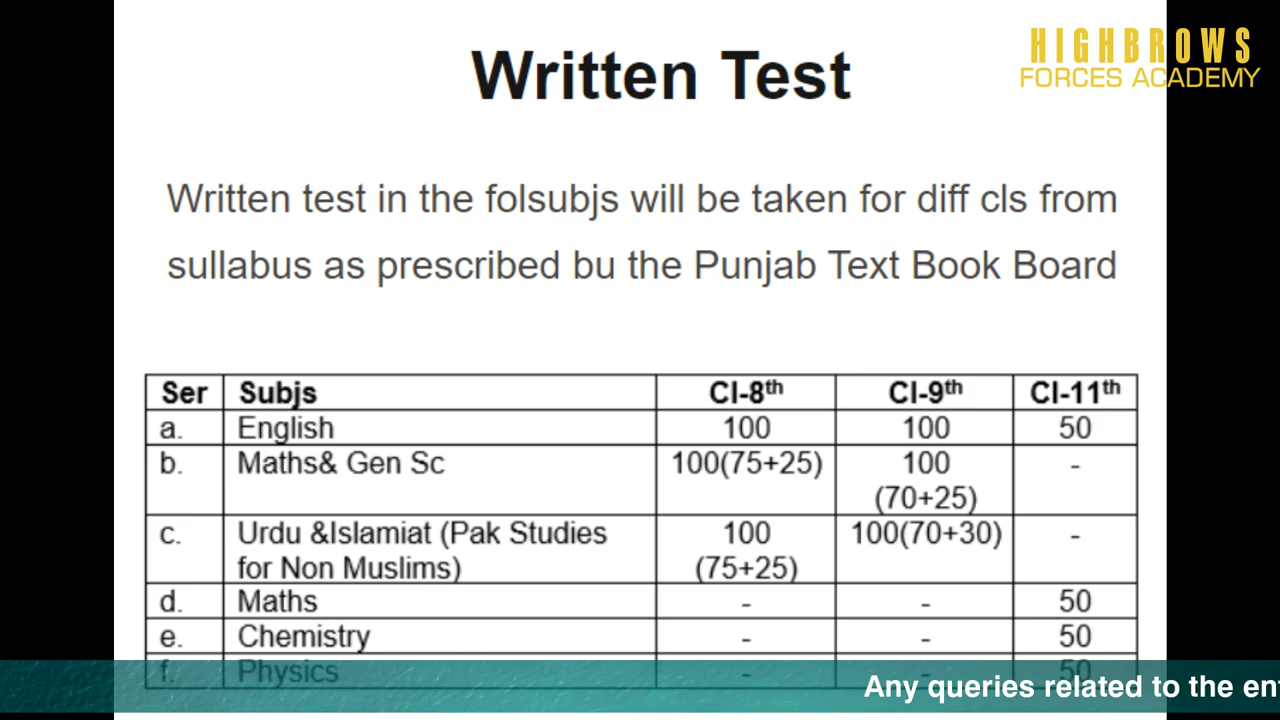 HIGHBROWS
FORCES ACADEMY
Written Test
Written test in the folsubjs will be taken for diff cls from
sullabus as prescribed bu the Punjab Text Book Board
Ser Subjs Cl-8th Cl-9th Cl-11th
a. English 100 100 50
b. Maths& Gen Sc 100(75+25) 100 -
(70+25)
c. Urdu &Islamiat (Pak Studies 100 100(70+30) -
for Non Muslims) (75+25)
d. Maths - - 50
e. Chemistry - - 50
f. Physics - - 50
Any queries related to the